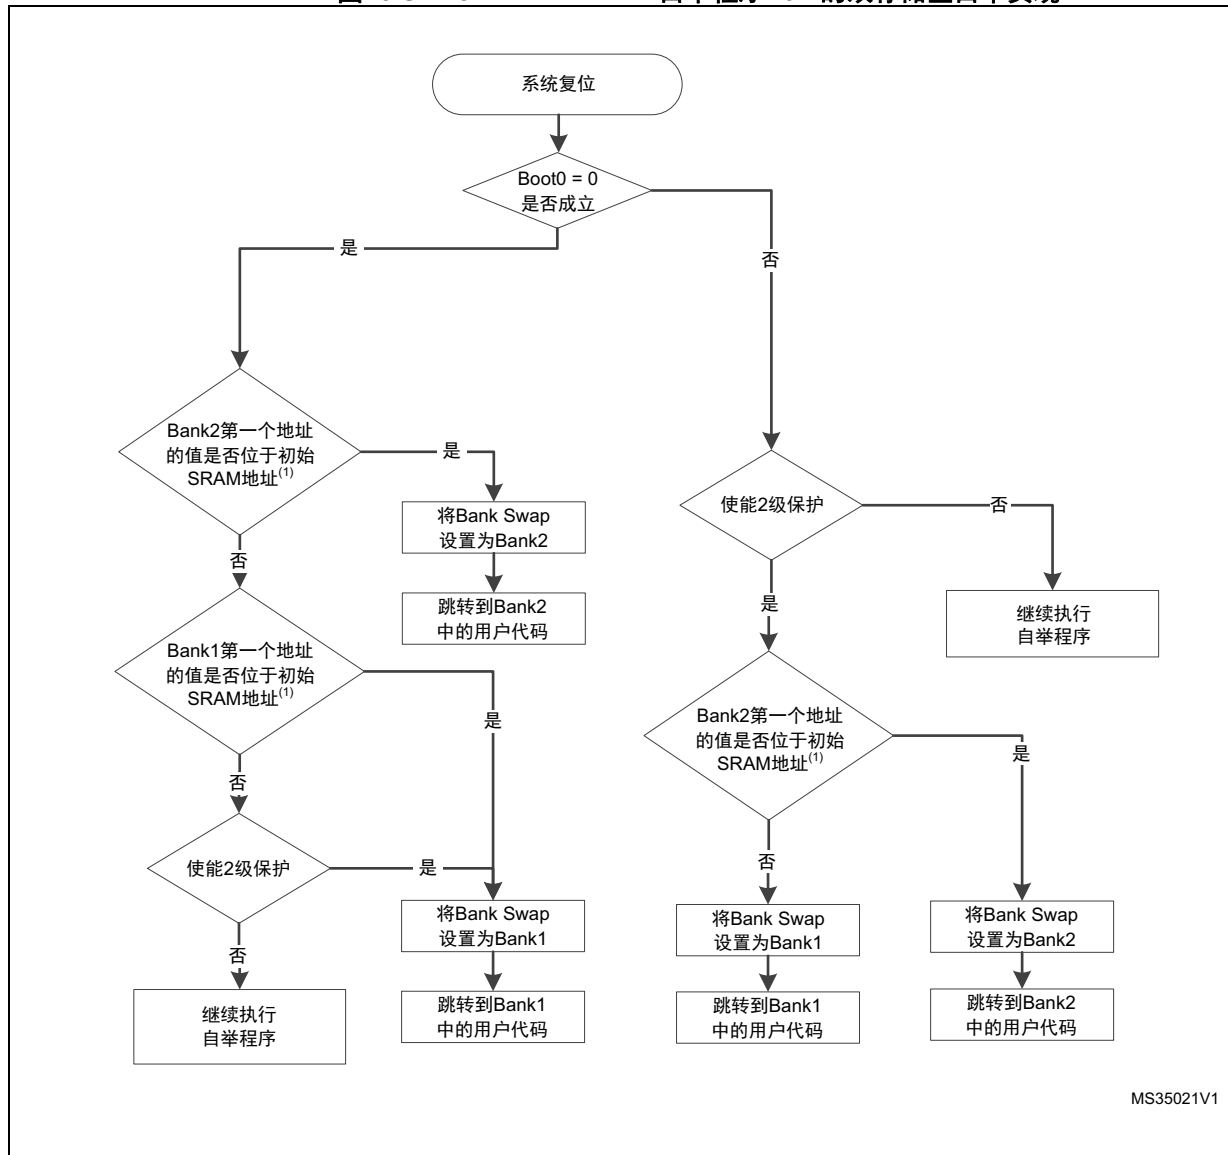 系统复位
Boot0 = 0
是否成立
是
否
Bank2第一个地址
的值是否位于初始
SRAM地址(1)
是
将Bank Swap
设置为Bank2
跳转到Bank2
中的用户代码
否
Bank1第一个地址
的值是否位于初始
SRAM地址(1)
是
否
使能2级保护
是
将Bank Swap
设置为Bank1
跳转到Bank1
中的用户代码
否
继续执行
自举程序
使能2级保护
否
继续执行
自举程序
是
Bank2第一个地址
的值是否位于初始
SRAM地址(1)
是
否
将Bank Swap
设置为Bank1
跳转到Bank1
中的用户代码
将Bank Swap
设置为Bank2
跳转到Bank2
中的用户代码
MS35021V1